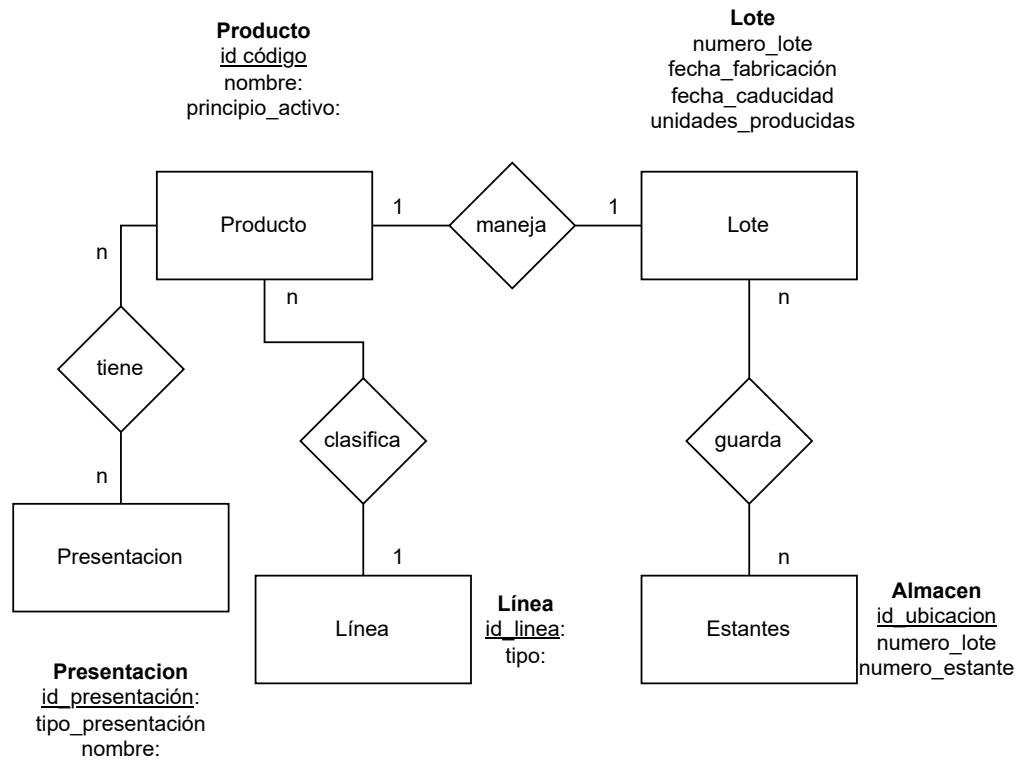 Producto
id código
nombre:
principio_activo:
Lote
numero_lote
fecha_fabricación
fecha_caducidad
unidades_producidas
Producto
1
maneja
1
Lote
n
n
n
tiene
clasifica
guarda
n
1
n
Presentacion
Línea
Estantes
Línea
id_linea:
tipo:
Almacen
id_ubicacion
numero_lote
numero_estante
Presentacion
id_presentación:
tipo_presentación
nombre: